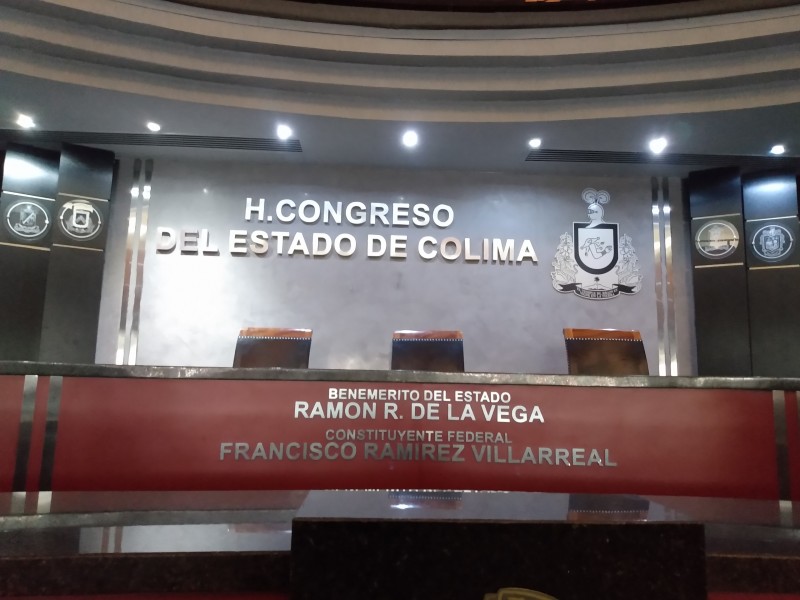 H.CONGRESO
DEL ESTADO DE COLIMA
BENEMERITO DEL ESTADO
RAMON R. DE LA VEGA
CONSTITUYENTE FEDERAL
FRANCISCO RAMIREZ VILLARREAL